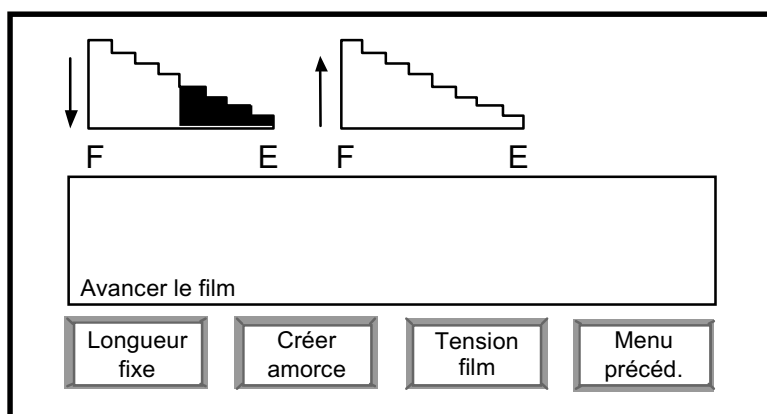 F E F E
Avancer le film
Longueur
fixe
Créer
amorce
Tension
film
Menu
précéd.